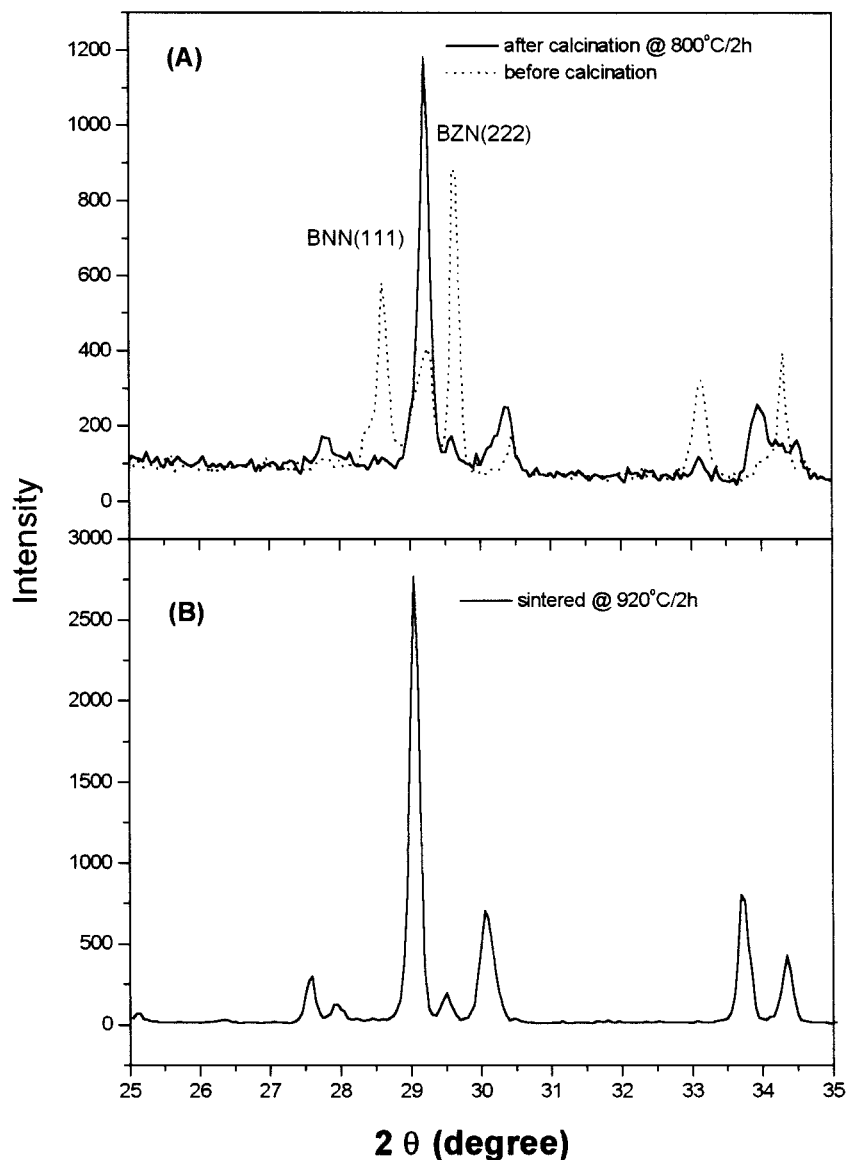 (A)
after calcination @ 800°C/2h
before calcination
BZN(222)
BNN(111)
1200
1000
800
600
400
200
0
Intensity
3000
2500
2000
1500
1000
500
0
(B)
sintered @ 920°C/2h
25 26 27 28 29 30 31 32 33 34 35
2 θ (degree)